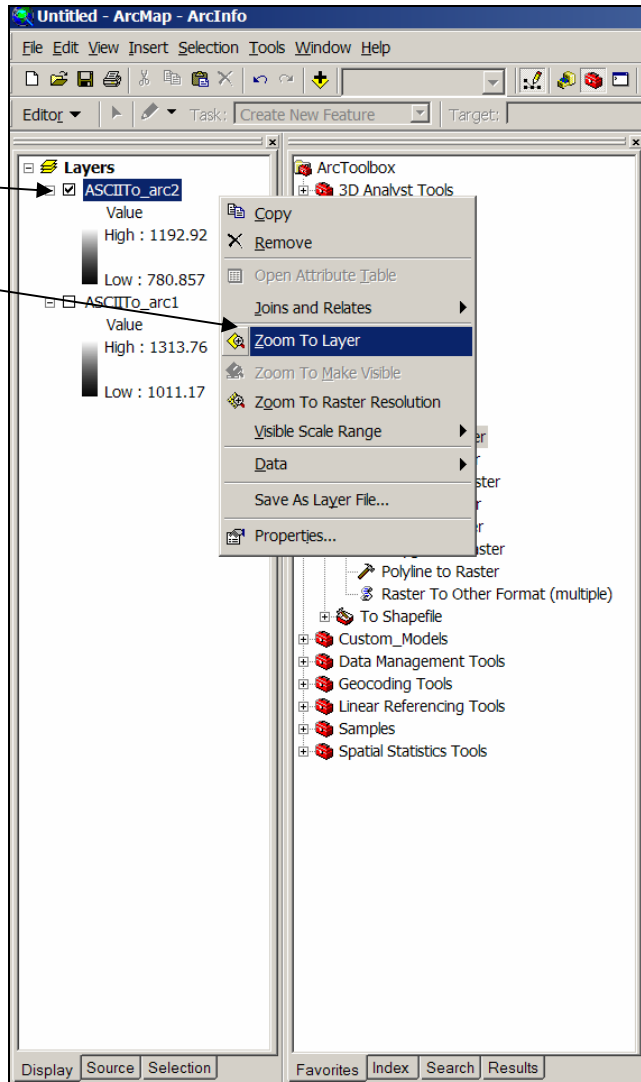 Untitled - ArcMap - ArcInfo
File Edit View Insert Selection Tools Window Help
Editor Task: Create New Feature Target:
Layers
ASCIITo_arc2
Value
High : 1192.92
Low : 780.857
ASCIITo_arc1
Value
High : 1313.76
Low : 1011.17
Copy
Remove
Open Attribute Table
Joins and Relates
Zoom To Layer
Zoom To Make Visible
Zoom To Raster Resolution
Visible Scale Range
Data
Save As Layer File...
Properties...
ArcToolbox
3D Analyst Tools
Polyline to Raster
Raster To Other Format (multiple)
To Shapefile
Custom_Models
Data Management Tools
Geocoding Tools
Linear Referencing Tools
Samples
Spatial Statistics Tools
Display Source Selection
Favorites Index Search Results